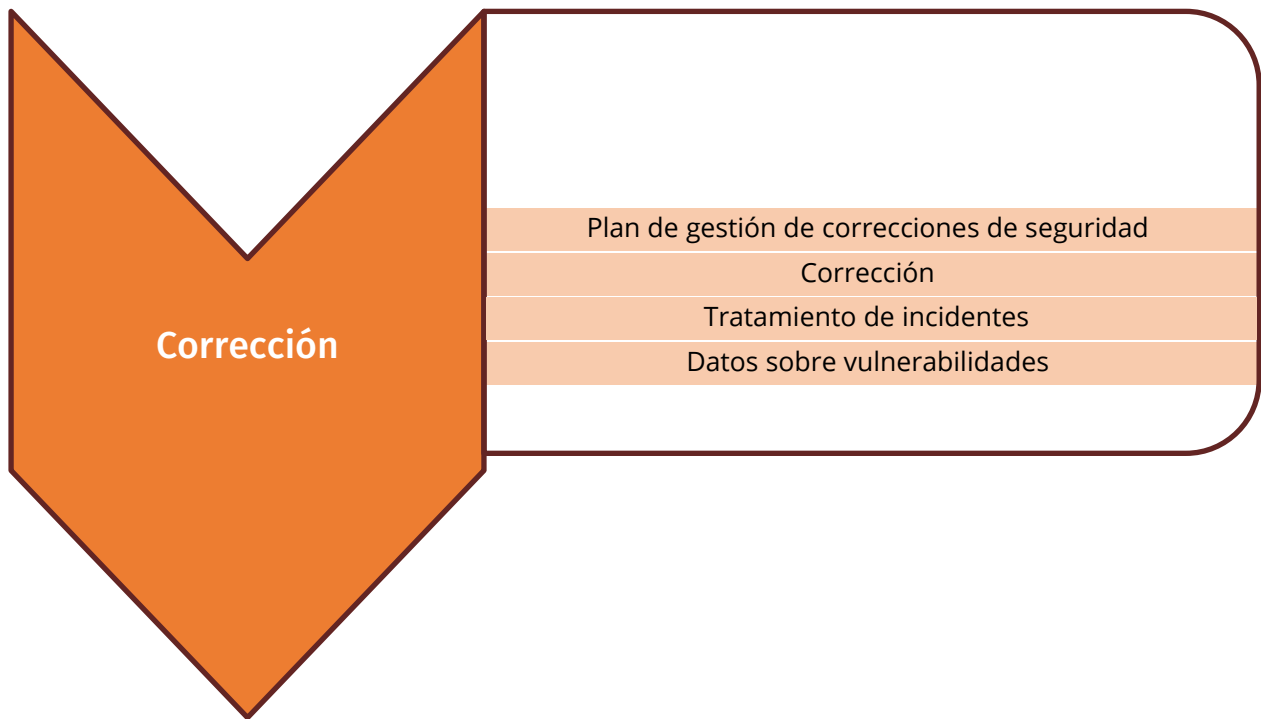 Corrección
Plan de gestión de correcciones de seguridad
Corrección
Tratamiento de incidentes
Datos sobre vulnerabilidades